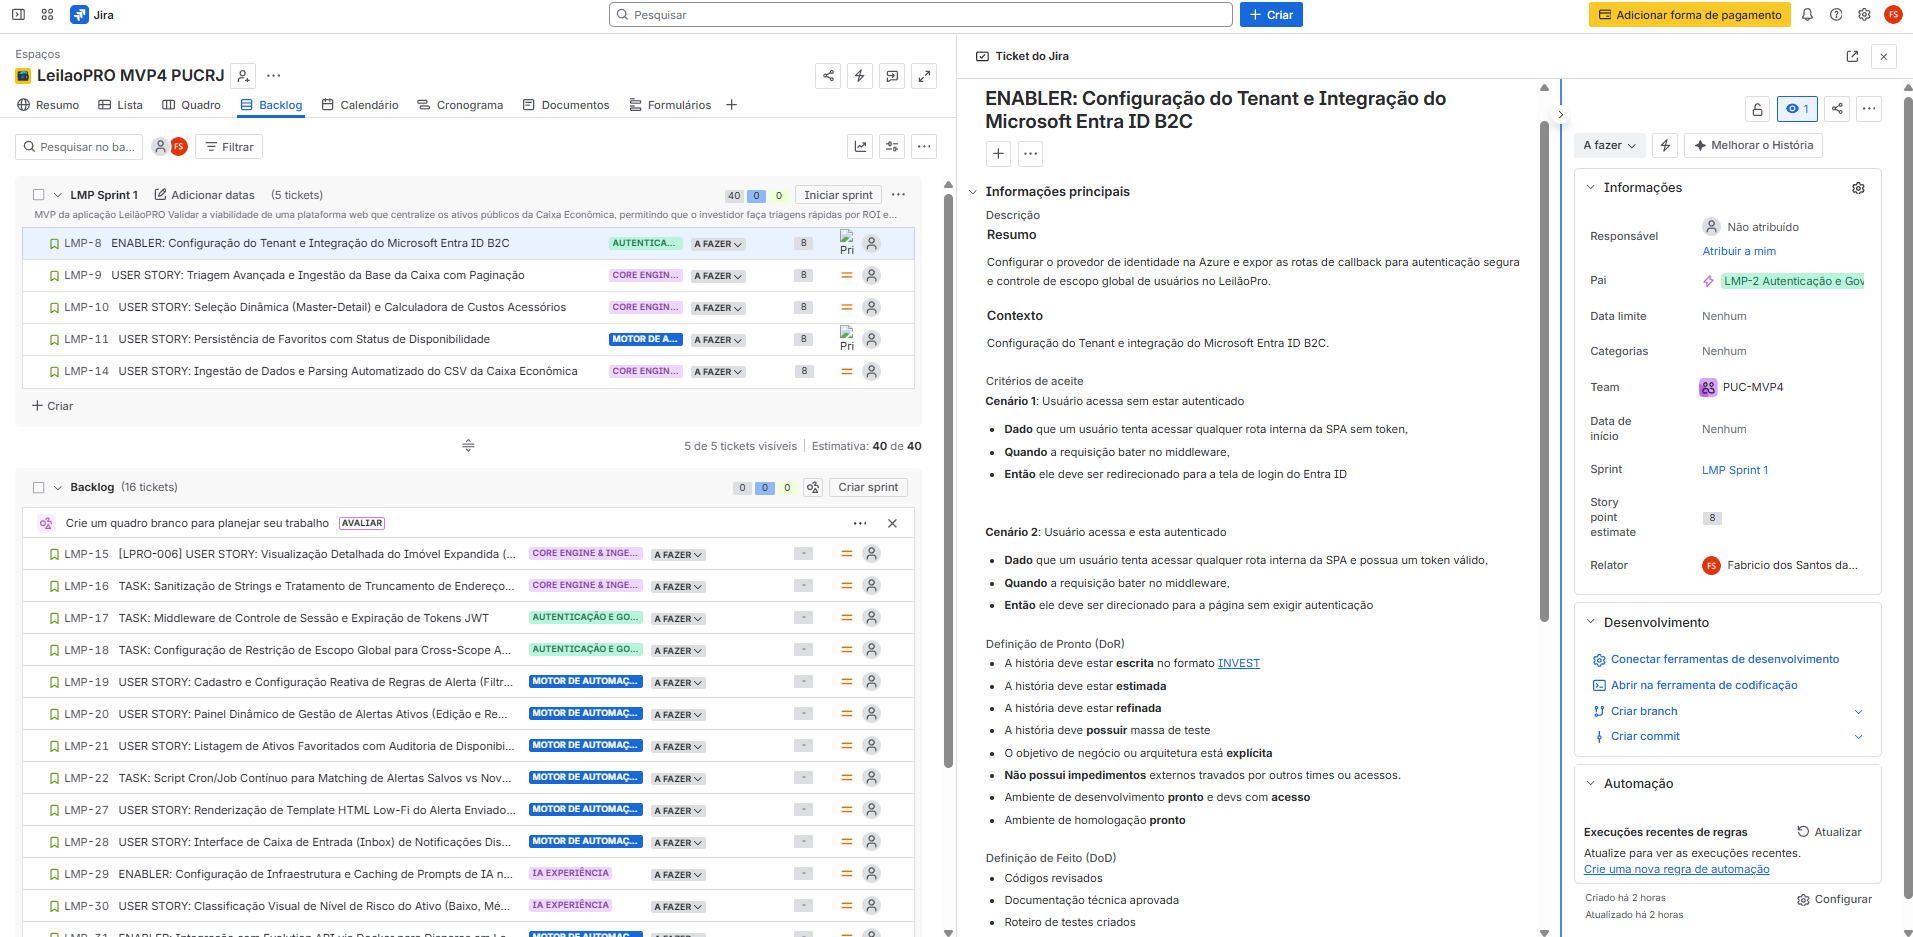 Jira
Pesquisar
Criar
Adicionar forma de pagamento
FS
Espaços
LeilaoPRO MVP4 PUCRJ
Resumo
Lista
Quadro
Backlog
Calendário
Cronograma
Documentos
Formulários
Pesquisar no ba...
FS
Filtrar
LMP Sprint 1
Adicionar datas
(5 tickets)
40 0 0
Iniciar sprint
MVP da aplicação LeilãoPRO Validar a viabilidade de uma plataforma web que centralize os ativos públicos da Caixa Econômica, permitindo que o investidor faça triagens rápidas por ROI e...
LMP-8 ENABLER: Configuração do Tenant e Integração do Microsoft Entra ID B2C AUTENTICA... A FAZER 8 Pri
LMP-9 USER STORY: Triagem Avançada e Ingestão da Base da Caixa com Paginação CORE ENGIN... A FAZER 8
LMP-10 USER STORY: Seleção Dinâmica (Master-Detail) e Calculadora de Custos Acessórios CORE ENGIN... A FAZER 8
LMP-11 USER STORY: Persistência de Favoritos com Status de Disponibilidade MOTOR DE A... A FAZER 8 Pri
LMP-14 USER STORY: Ingestão de Dados e Parsing Automatizado do CSV da Caixa Econômica CORE ENGIN... A FAZER 8
Criar
5 de 5 tickets visíveis
Estimativa: 40 de 40
Backlog (16 tickets)
0 0 0
Criar sprint
Crie um quadro branco para planejar seu trabalho AVALIAR
LMP-15 [LPRO-006] USER STORY: Visualização Detalhada do Imóvel Expandida (... CORE ENGINE & INGE... A FAZER -
LMP-16 TASK: Sanitização de Strings e Tratamento de Truncamento de Endereço... CORE ENGINE & INGE... A FAZER -
LMP-17 TASK: Middleware de Controle de Sessão e Expiração de Tokens JWT AUTENTICAÇÃO E GO... A FAZER -
LMP-18 TASK: Configuração de Restrição de Escopo Global para Cross-Scope A... AUTENTICAÇÃO E GO... A FAZER -
LMP-19 USER STORY: Cadastro e Configuração Reativa de Regras de Alerta (Filtr... MOTOR DE AUTOMAÇ... A FAZER -
LMP-20 USER STORY: Painel Dinâmico de Gestão de Alertas Ativos (Edição e Re... MOTOR DE AUTOMAÇ... A FAZER -
LMP-21 USER STORY: Listagem de Ativos Favoritados com Auditoria de Disponibi... MOTOR DE AUTOMAÇ... A FAZER -
LMP-22 TASK: Script Cron/Job Contínuo para Matching de Alertas Salvos vs Nov... MOTOR DE AUTOMAÇ... A FAZER -
LMP-27 USER STORY: Renderização de Template HTML Low-Fi do Alerta Enviado... MOTOR DE AUTOMAÇ... A FAZER -
LMP-28 USER STORY: Interface de Caixa de Entrada (Inbox) de Notificações Dis... MOTOR DE AUTOMAÇ... A FAZER -
LMP-29 ENABLER: Configuração de Infraestrutura e Caching de Prompts de IA n... IA EXPERIÊNCIA A FAZER -
LMP-30 USER STORY: Classificação Visual de Nível de Risco do Ativo (Baixo, Mé... IA EXPERIÊNCIA A FAZER -
LMP-31 ENABLER: Integração com Evolution API via Docker para Disparos em Lo... MOTOR DE AUTOMAÇ... A FAZER
Ticket do Jira
ENABLER: Configuração do Tenant e Integração do
Microsoft Entra ID B2C
Informações principais
Descrição
Resumo
Configurar o provedor de identidade na Azure e expor as rotas de callback para autenticação segura
e controle de escopo global de usuários no LeilãoPro.
Contexto
Configuração do Tenant e integração do Microsoft Entra ID B2C.
Critérios de aceite
Cenário 1: Usuário acessa sem estar autenticado
• Dado que um usuário tenta acessar qualquer rota interna da SPA sem token,
• Quando a requisição bater no middleware,
• Então ele deve ser redirecionado para a tela de login do Entra ID
Cenário 2: Usuário acessa e esta autenticado
• Dado que um usuário tenta acessar qualquer rota interna da SPA e possua um token válido,
• Quando a requisição bater no middleware,
• Então ele deve ser direcionado para a página sem exigir autenticação
Definição de Pronto (DoR)
• A história deve estar escrita no formato INVEST
• A história deve estar estimada
• A história deve estar refinada
• A história deve possuir massa de teste
• O objetivo de negócio ou arquitetura está explícita
• Não possui impedimentos externos travados por outros times ou acessos.
• Ambiente de desenvolvimento pronto e devs com acesso
• Ambiente de homologação pronto
Definição de Feito (DoD)
• Códigos revisados
• Documentação técnica aprovada
• Roteiro de testes criados
1
A fazer
Melhorar o História
Informações
Responsável
Não atribuído
Atribuir a mim
Pai
LMP-2 Autenticação e Gov
Data limite
Nenhum
Categorias
Nenhum
Team
PUC-MVP4
Data de
início
Nenhum
Sprint
LMP Sprint 1
Story
point
estimate
8
Relator
FS Fabricio dos Santos da...
Desenvolvimento
Conectar ferramentas de desenvolvimento
Abrir na ferramenta de codificação
Criar branch
Criar commit
Automação
Execuções recentes de regras
Atualizar
Atualize para ver as execuções recentes.
Crie uma nova regra de automação
Criado há 2 horas
Atualizado há 2 horas
Configurar